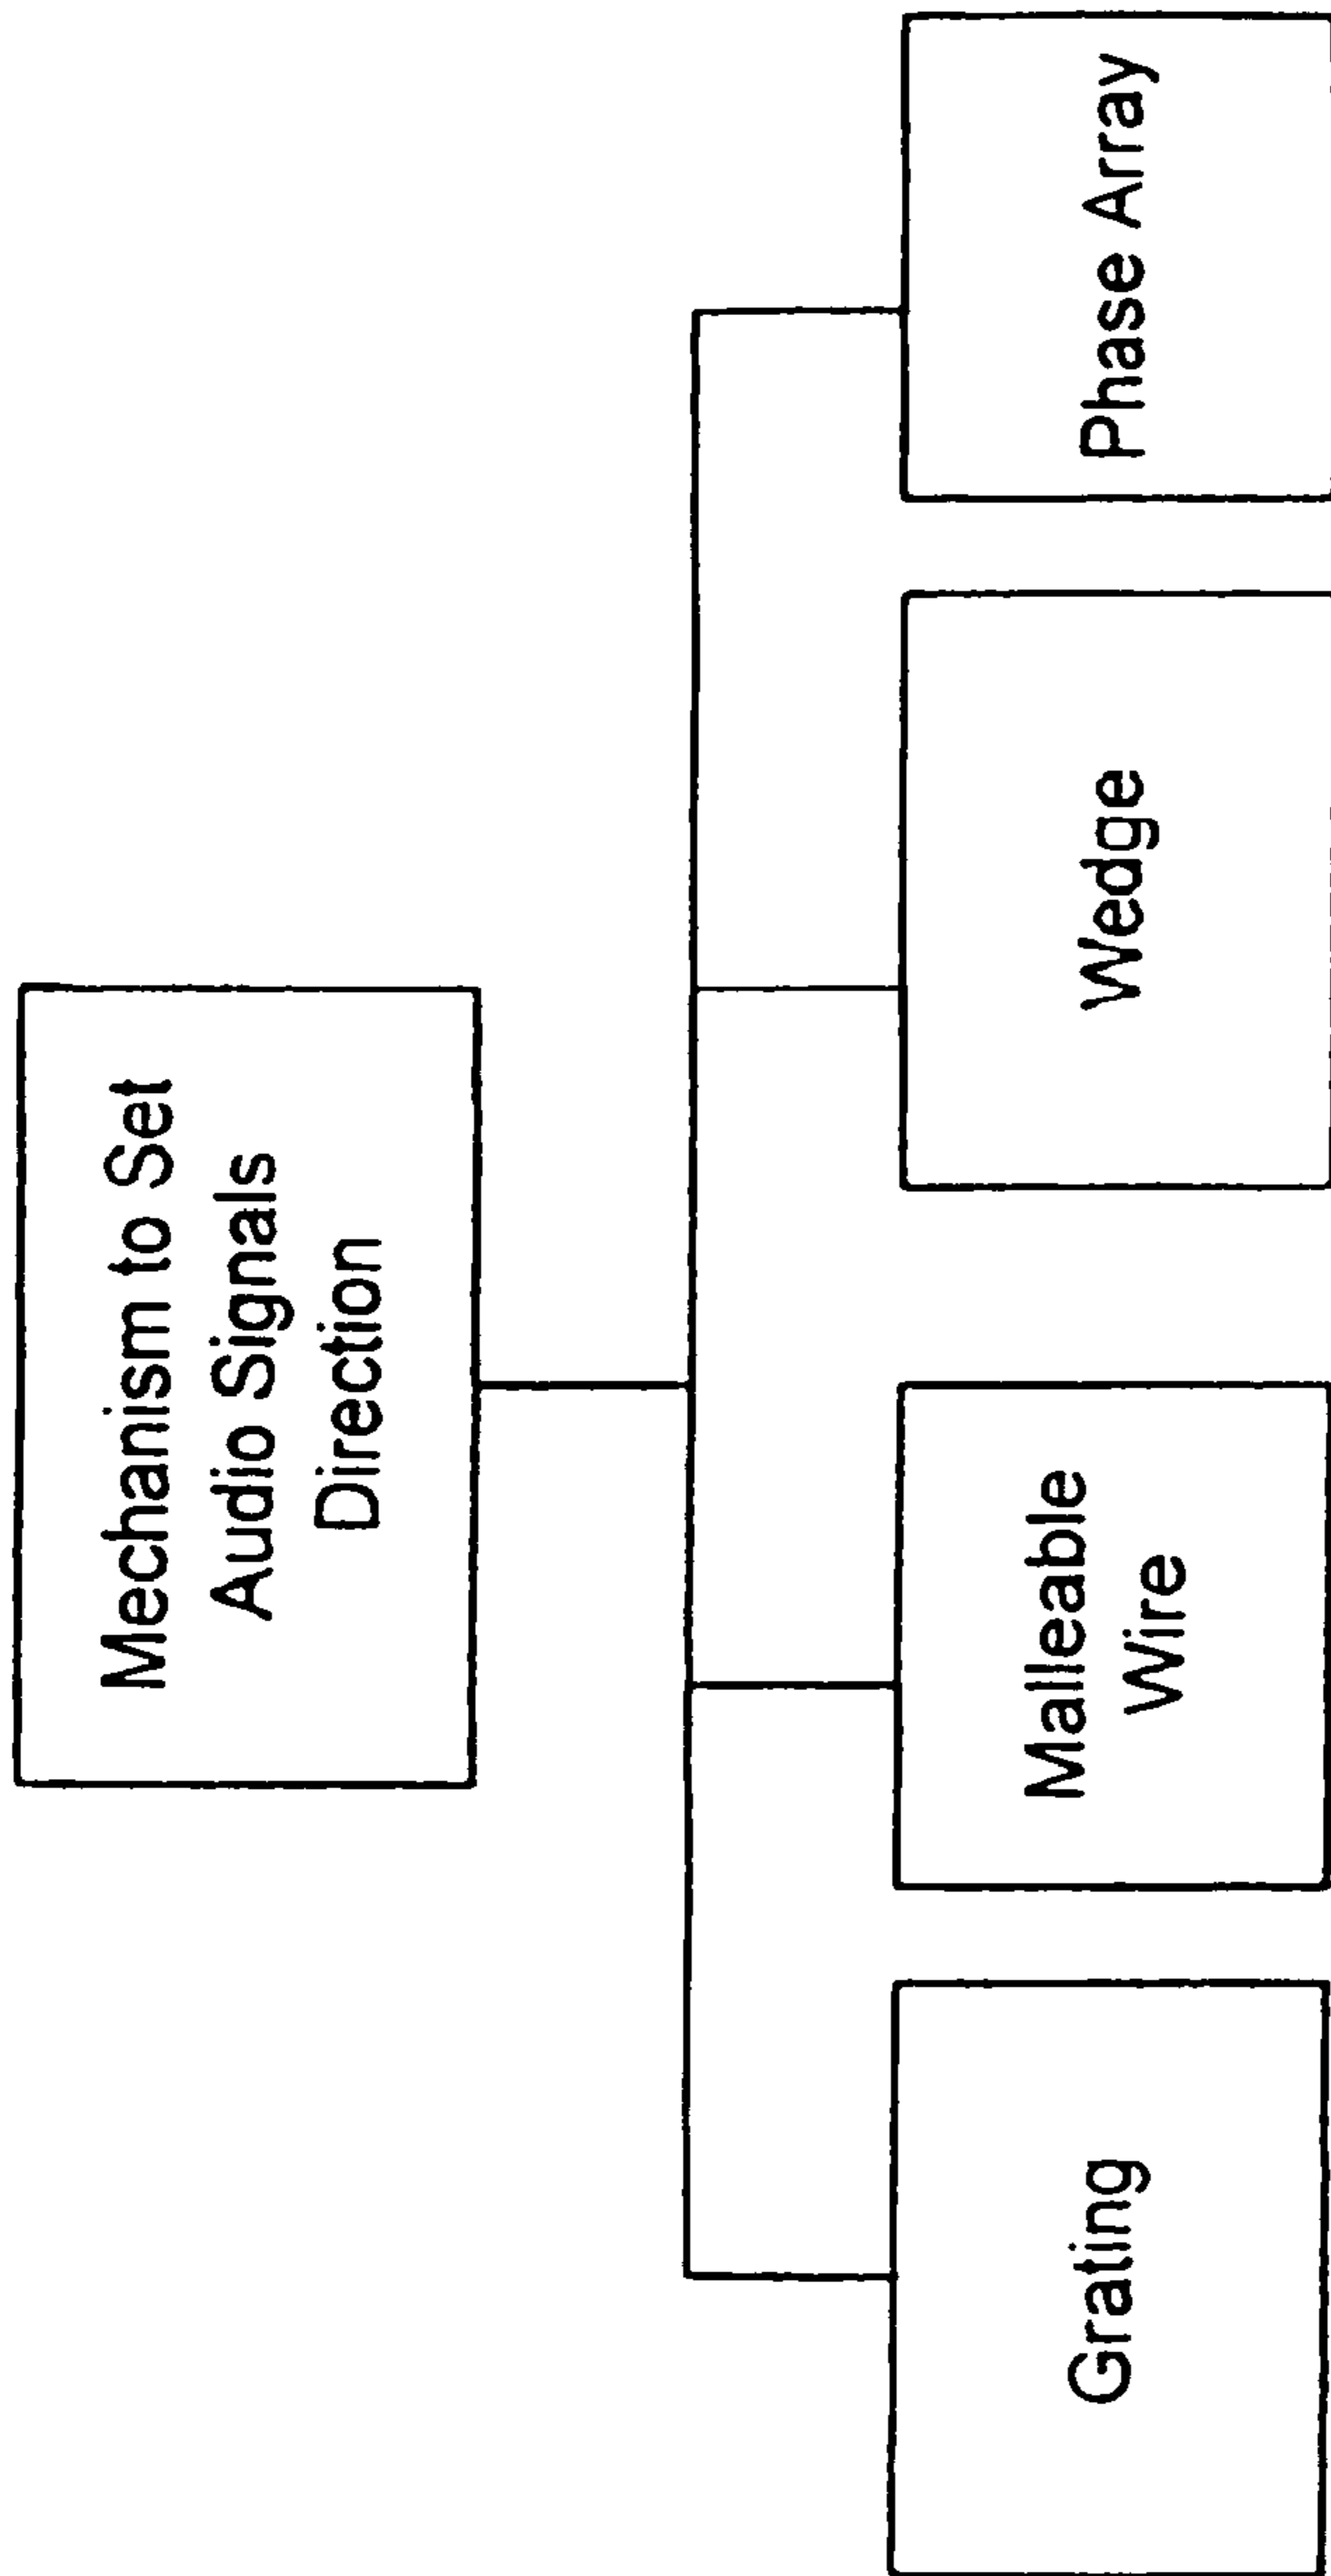 Mechanism to Set
Audio Signals
Direction
Grating
Malleable
Wire
Wedge
Phase Array